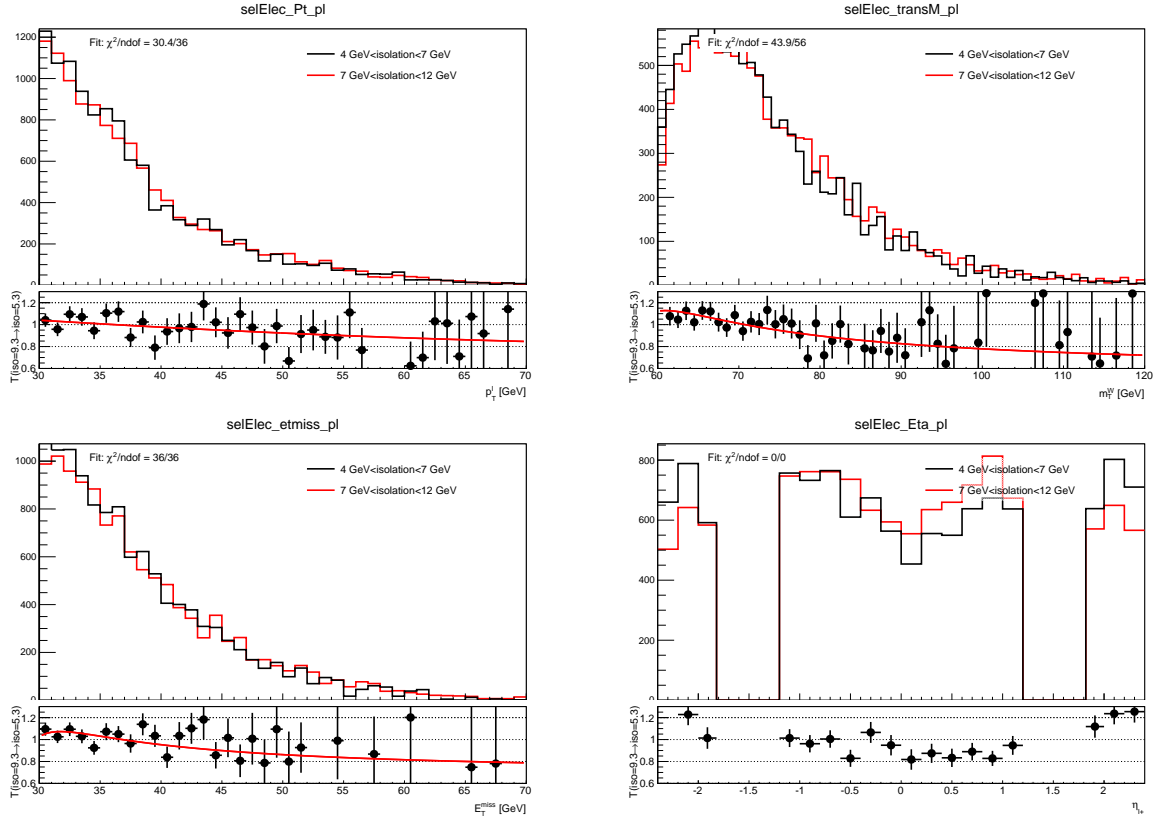 selElec_Pt_pl
Fit: χ²/ndof = 30.4/36
4 GeV<isolation<7 GeV
7 GeV<isolation<12 GeV
1200
1000
800
600
400
200
0
1.2
1
0.8
0.6
T(iso=9.3→iso=5.3)
30 35 40 45 50 55 60 65 70
p_T^l [GeV]
selElec_transM_pl
Fit: χ²/ndof = 43.9/56
4 GeV<isolation<7 GeV
7 GeV<isolation<12 GeV
500
400
300
200
100
0
1.2
1
0.8
0.6
T(iso=9.3→iso=5.3)
60 70 80 90 100 110 120
m_T^W [GeV]
selElec_etmiss_pl
Fit: χ²/ndof = 36/36
4 GeV<isolation<7 GeV
7 GeV<isolation<12 GeV
1000
800
600
400
200
0
1.2
1
0.8
0.6
T(iso=9.3→iso=5.3)
30 35 40 45 50 55 60 65 70
E_T^miss [GeV]
selElec_Eta_pl
Fit: χ²/ndof = 0/0
4 GeV<isolation<7 GeV
7 GeV<isolation<12 GeV
800
600
400
200
0
1.2
1
0.8
0.6
T(iso=9.3→iso=5.3)
-2 -1.5 -1 -0.5 0 0.5 1 1.5 2
η_l+